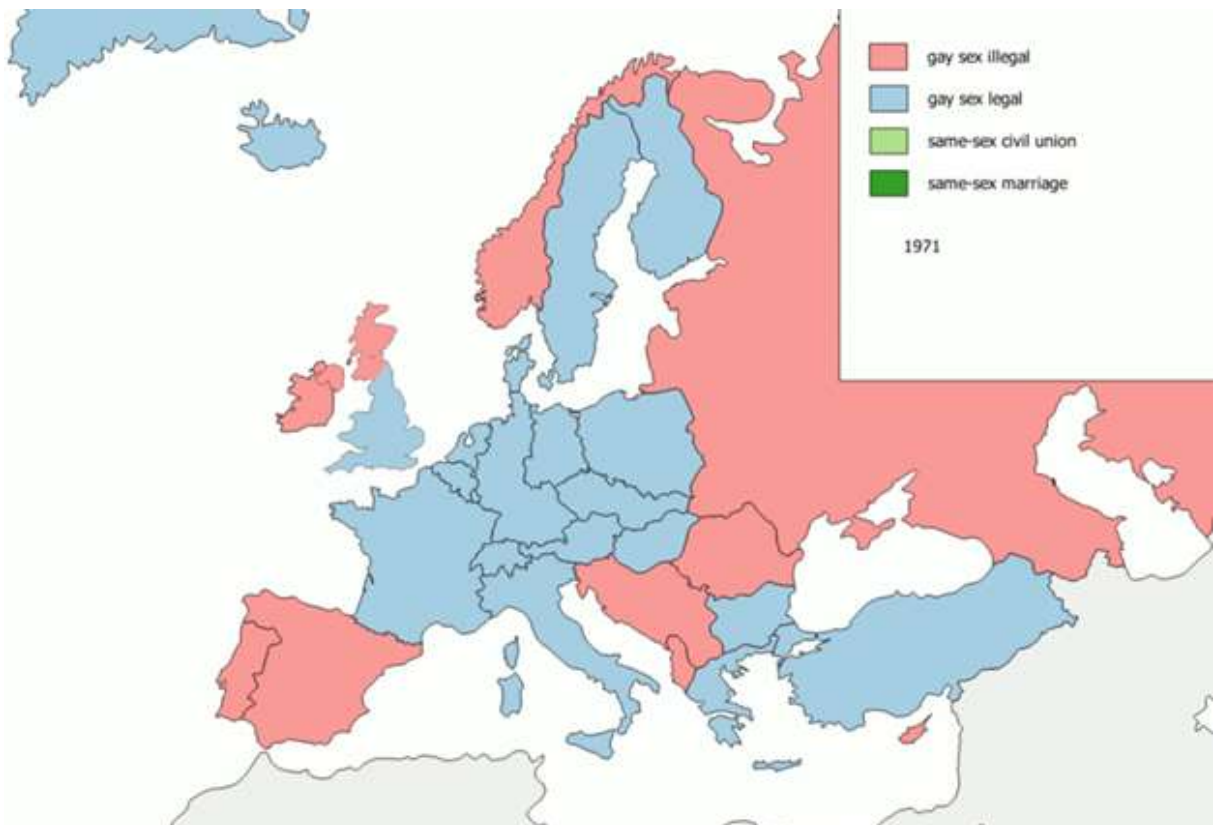 gay sex illegal
gay sex legal
same-sex civil union
same-sex marriage
1971